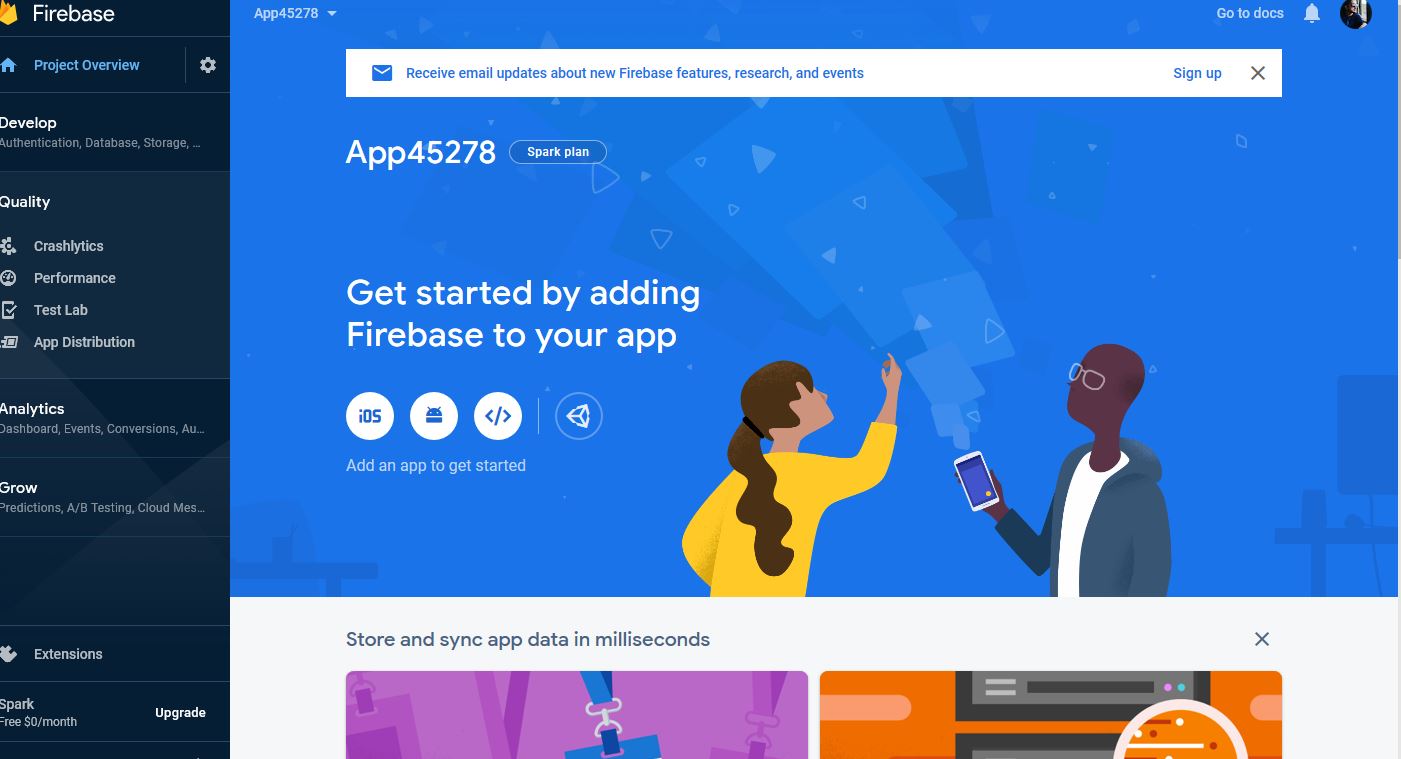 Firebase
Project Overview
Develop
Authentication, Database, Storage, ...
Quality
Crashlytics
Performance
Test Lab
App Distribution
Analytics
Dashboard, Events, Conversions, Au...
Grow
Predictions, A/B Testing, Cloud Mes...
Extensions
Spark
Free $0/month
Upgrade
App45278
Go to docs
Receive email updates about new Firebase features, research, and events
Sign up
App45278
Spark plan
Get started by adding
Firebase to your app
iOS
Add an app to get started
Store and sync app data in milliseconds